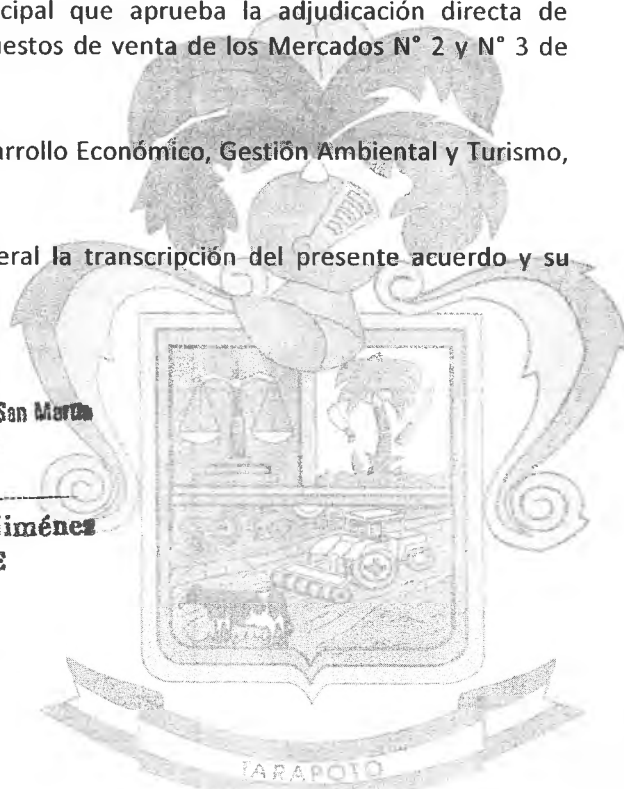 cipal que aprueba la adjudicación directa de
uestos de venta de los Mercados N° 2 y N° 3 de
arrollo Económico, Gestión Ambiental y Turismo,
eral la transcripción del presente acuerdo y su
San Martín
iménez
E
TARAPOTO